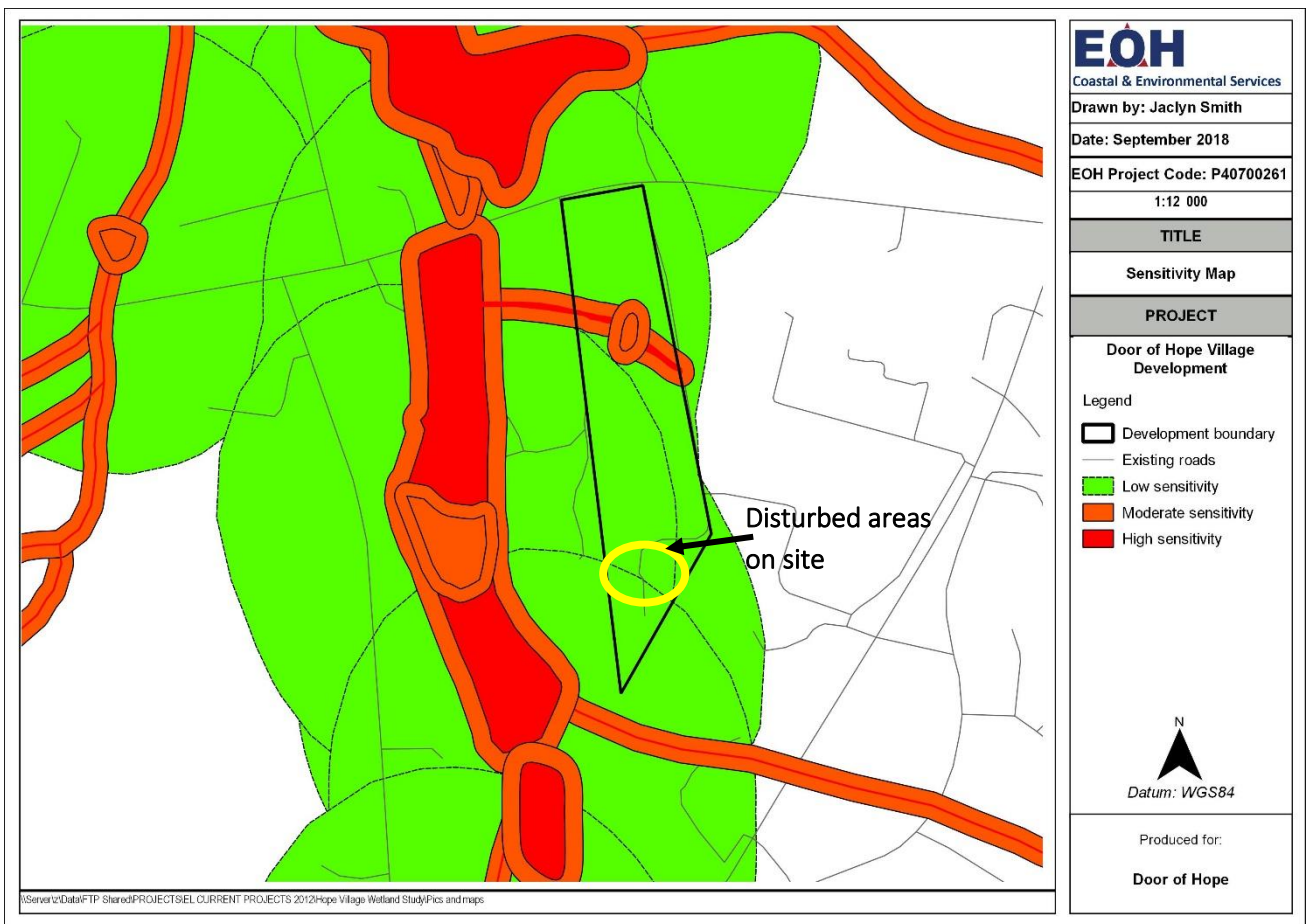 Disturbed areas
on site
\\Server\z\Data\FTP Shared\PROJECTS\EL CURRENT PROJECTS 2012\Hope Village Wetland Study\Pics and maps
EOH
Coastal & Environmental Services
Drawn by: Jaclyn Smith
Date: September 2018
EOH Project Code: P40700261
1:12 000
TITLE
Sensitivity Map
PROJECT
Door of Hope Village
Development
Legend
Development boundary
Existing roads
Low sensitivity
Moderate sensitivity
High sensitivity
N
Datum: WGS84
Produced for:
Door of Hope